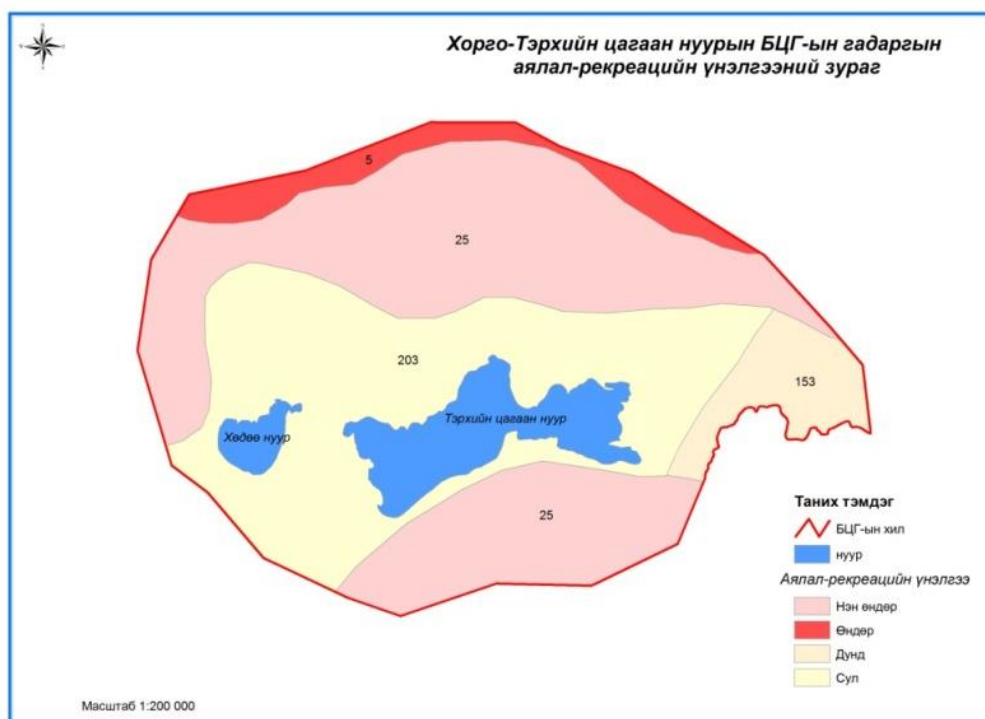 Хорго-Тэрхийн цагаан нуурын БЦГ-ын гадаргын
аялал-рекреацийн үнэлгээний зураг
5
25
203
153
Тэрхийн цагаан нуур
Хөдөө нуур
25
Таних тэмдэг
БЦГ-ын хил
нуур
Аялал-рекреацийн үнэлгээ
Нэн өндөр
Өндөр
Дунд
Сул
Масштаб 1:200 000